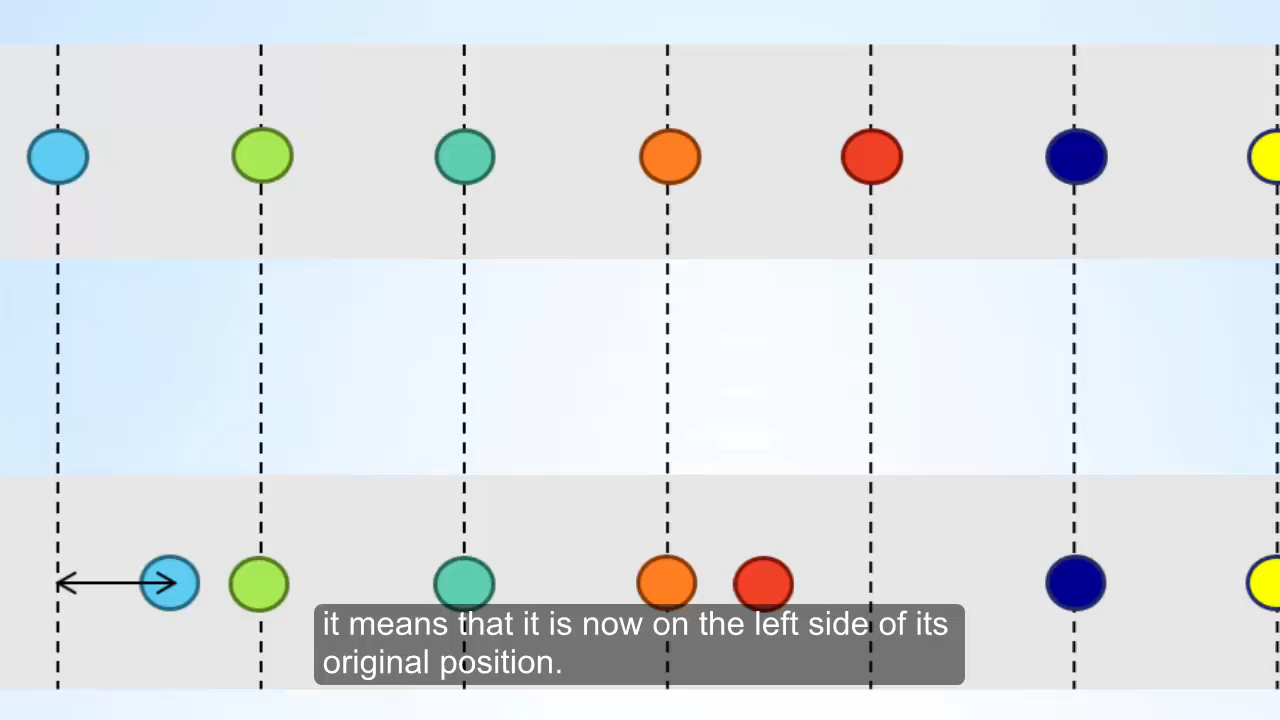 it means that it is now on the left side of its
original position.